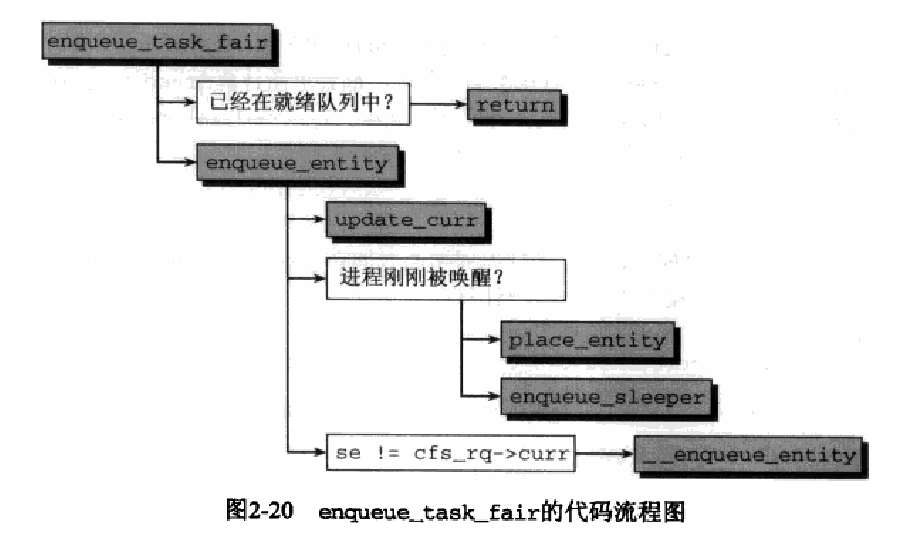 enqueue_task_fair
已经在就绪队列中?
return
enqueue_entity
update_curr
进程刚刚被唤醒?
place_entity
enqueue_sleeper
se != cfs_rq->curr
__enqueue_entity
图2-20 enqueue_task_fair的代码流程图